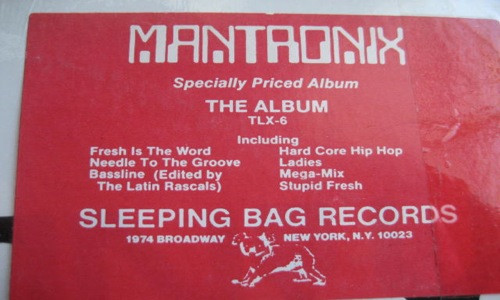 MANTRONIX
Specially Priced Album
THE ALBUM
TLX-6
Including
Fresh Is The Word
Needle To The Groove
Bassline (Edited by
The Latin Rascals)
Hard Core Hip Hop
Ladies
Mega-Mix
Stupid Fresh
SLEEPING BAG RECORDS
1974 BROADWAY NEW YORK, N.Y. 10023